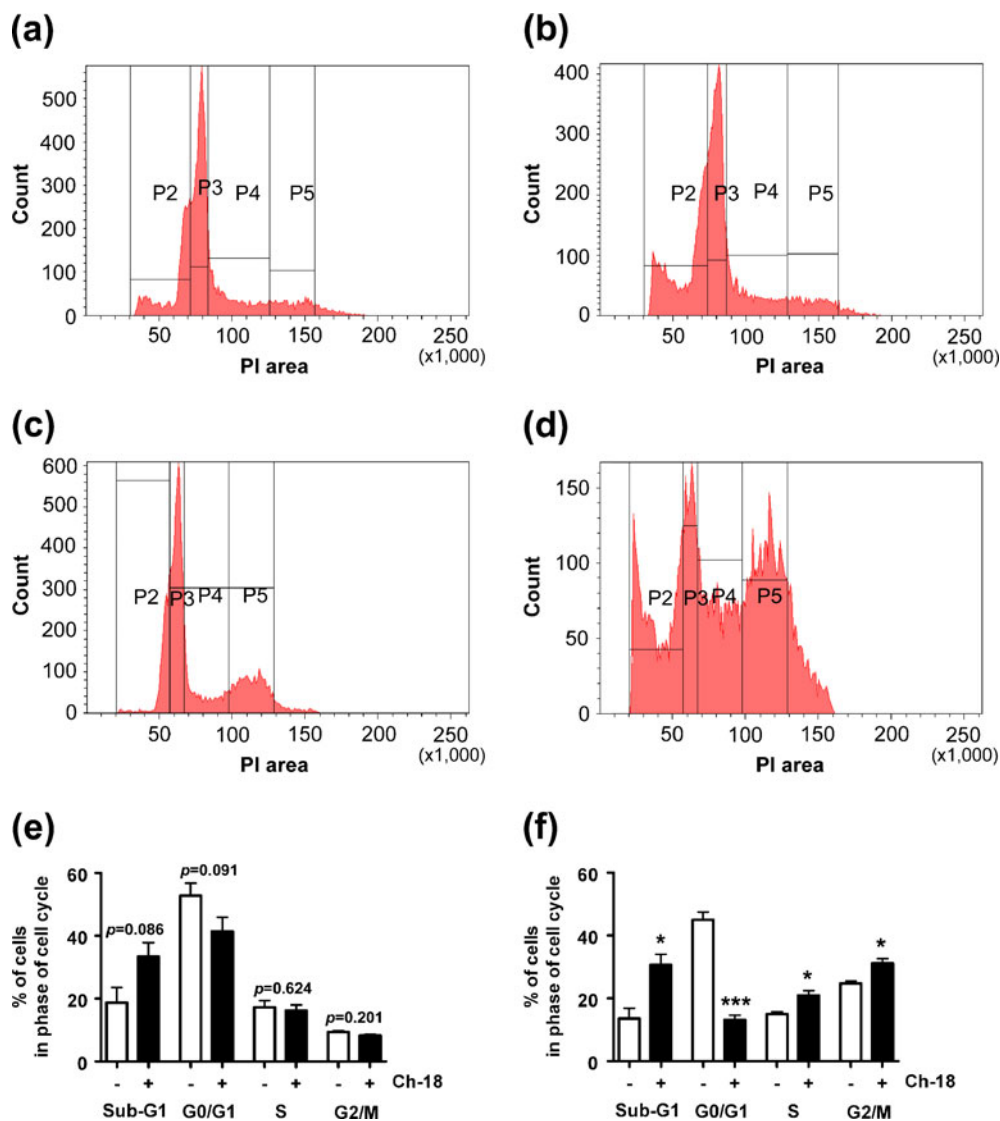 (a)
500
400
300
200
100
0
Count
P2 P3 P4 P5
50 100 150 200 250
(x1,000)
PI area
(b)
400
300
200
100
0
Count
P2 P3 P4 P5
50 100 150 200 250
(x1,000)
PI area
(c)
600
500
400
300
200
100
0
Count
P2 P3 P4 P5
50 100 150 200 250
(x1,000)
PI area
(d)
150
100
50
0
Count
P2 P3 P4 P5
50 100 150 200 250
(x1,000)
PI area
(e)
% of cells
in phase of cell cycle
60
40
20
0
p=0.086
p=0.091
p=0.624
p=0.201
- + - + - + - + Ch-18
Sub-G1 G0/G1 S G2/M
(f)
% of cells
in phase of cell cycle
60
40
20
0
* *** * *
- + - + - + - + Ch-18
Sub-G1 G0/G1 S G2/M